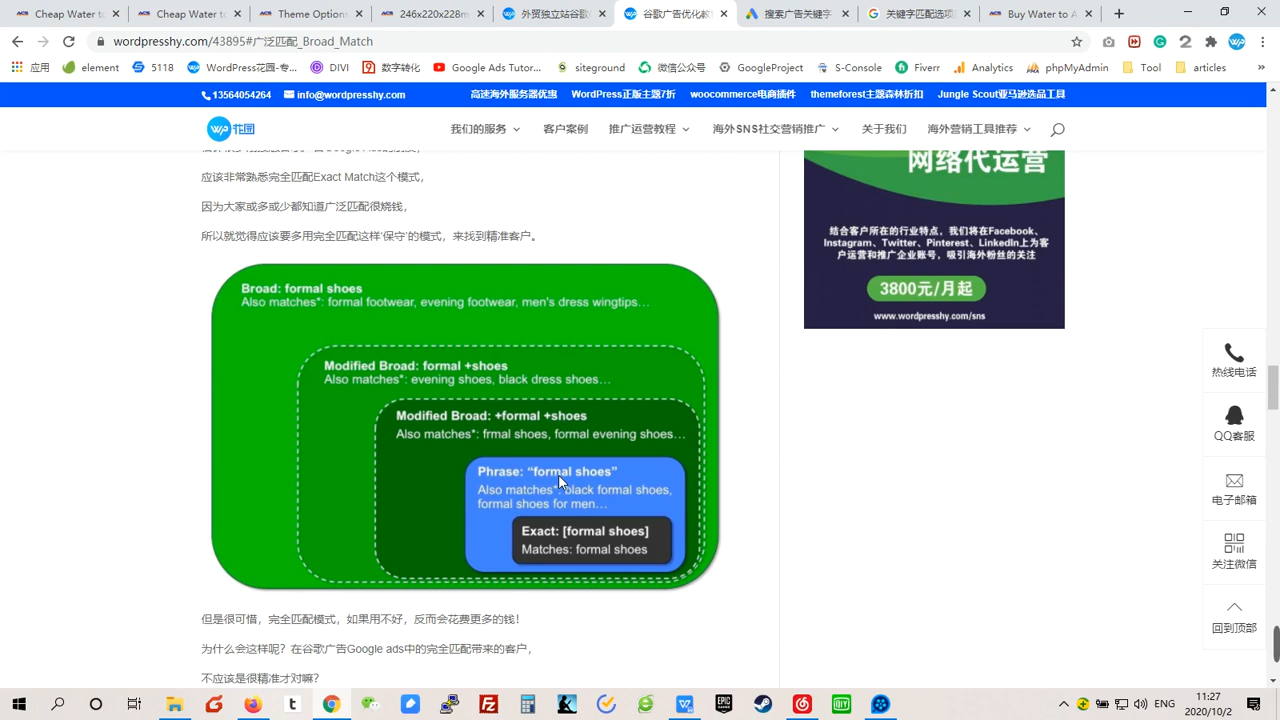 Cheap Water to
Cheap Water to
Theme Options
246x220x228m
外贸独立站谷歌
谷歌广告优化教
搜索广告关键字
关键字匹配选项
Buy Water to A
wordpresshy.com/43895#广泛匹配_Broad_Match
应用
element
5118
WordPress花园-专...
DIVI
数字转化
Google Ads Tutor...
siteground
微信公众号
GoogleProject
S-Console
Fiverr
Analytics
phpMyAdmin
Tool
articles
»
13564054264
info@wordpresshy.com
高速海外服务器优惠
WordPress正版主题7折
woocommerce电商插件
themeforest主题森林折扣
Jungle Scout亚马逊选品工具
WP花园
我们的服务
客户案例
推广运营教程
海外SNS社交营销推广
关于我们
海外营销工具推荐
应该非常熟悉完全匹配Exact Match这个模式，
因为大家或多或少都知道广泛匹配很烧钱，
所以就觉得应该要多用完全匹配这样‘保守’的模式，来找到精准客户。
Broad: formal shoes
Also matches*: formal footwear, evening footwear, men's dress wingtips…
Modified Broad: formal +shoes
Also matches*: evening shoes, black dress shoes…
Modified Broad: +formal +shoes
Also matches*: frmal shoes, formal evening shoes…
Phrase: “formal shoes”
Also matches*: black formal shoes,
formal shoes for men…
Exact: [formal shoes]
Matches: formal shoes
但是很可惜，完全匹配模式，如果用不好，反而会花费更多的钱！
为什么会这样呢？在谷歌广告Google ads中的完全匹配带来的客户，
不应该是很精准才对嘛？
网络代运营
结合客户所在的行业特点，我们将在Facebook、
Instagram、Twitter、Pinterest、LinkedIn上为客
户运营和推广企业账号，吸引海外粉丝的关注
3800元/月起
www.wordpresshy.com/sns
热线电话
QQ客服
电子邮箱
关注微信
回到顶部
ENG
11:27
2020/10/2